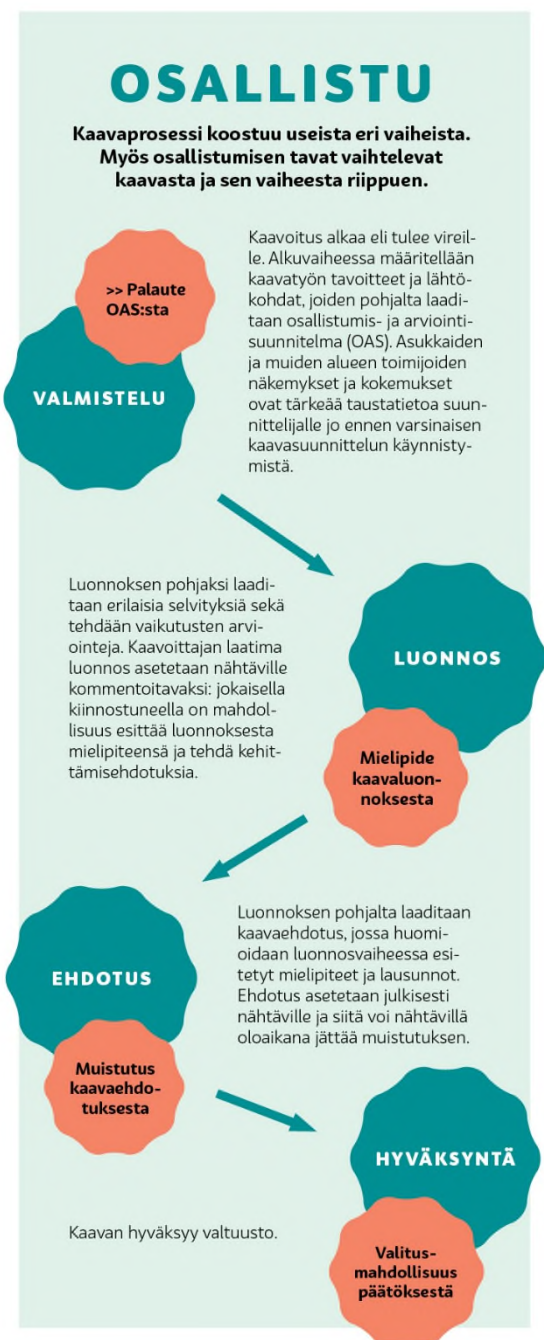 OSALLISTU
Kaavaprosessi koostuu useista eri vaiheista.
Myös osallistumisen tavat vaihtelevat
kaavasta ja sen vaiheesta riippuen.
>> Palaute
OAS:sta
VALMISTELU
Kaavoitus alkaa eli tulee vireil-
le. Alkuvaiheessa määritellään
kaavatyön tavoitteet ja lähtö-
kohdat, joiden pohjalta laadi-
taan osallistumis- ja arviointi-
suunnitelma (OAS). Asukkaiden
ja muiden alueen toimijoiden
näkemykset ja kokemukset
ovat tärkeää taustatietoa suun-
nittelijalle jo ennen varsinaisen
kaavasuunnittelun käynnisty-
mistä.
Luonnoksen pohjaksi laadi-
taan erilaisia selvityksiä sekä
tehdään vaikutusten arvi-
ointeja. Kaavoittajan laatima
luonnos asetetaan nähtäville
kommentoitavaksi: jokaisella
kiinnostuneella on mahdol-
lisuus esittää luonnoksesta
mielipiteensä ja tehdä kehit-
tämisehdotuksia.
LUONNOS
Mielipide
kaavaluon-
noksesta
EHDOTUS
Muistutus
kaavaehdo-
tuksesta
Luonnoksen pohjalta laaditaan
kaavaehdotus, jossa huomi-
oidaan luonnosvaiheessa esi-
tetyt mielipiteet ja lausunnot.
Ehdotus asetetaan julkisesti
nähtäville ja siitä voi nähtävillä
oloaikana jättää muistutuksen.
HYVÄKSYNTÄ
Kaavan hyväksyy valtuusto.
Valitus-
mahdollisuus
päätöksestä